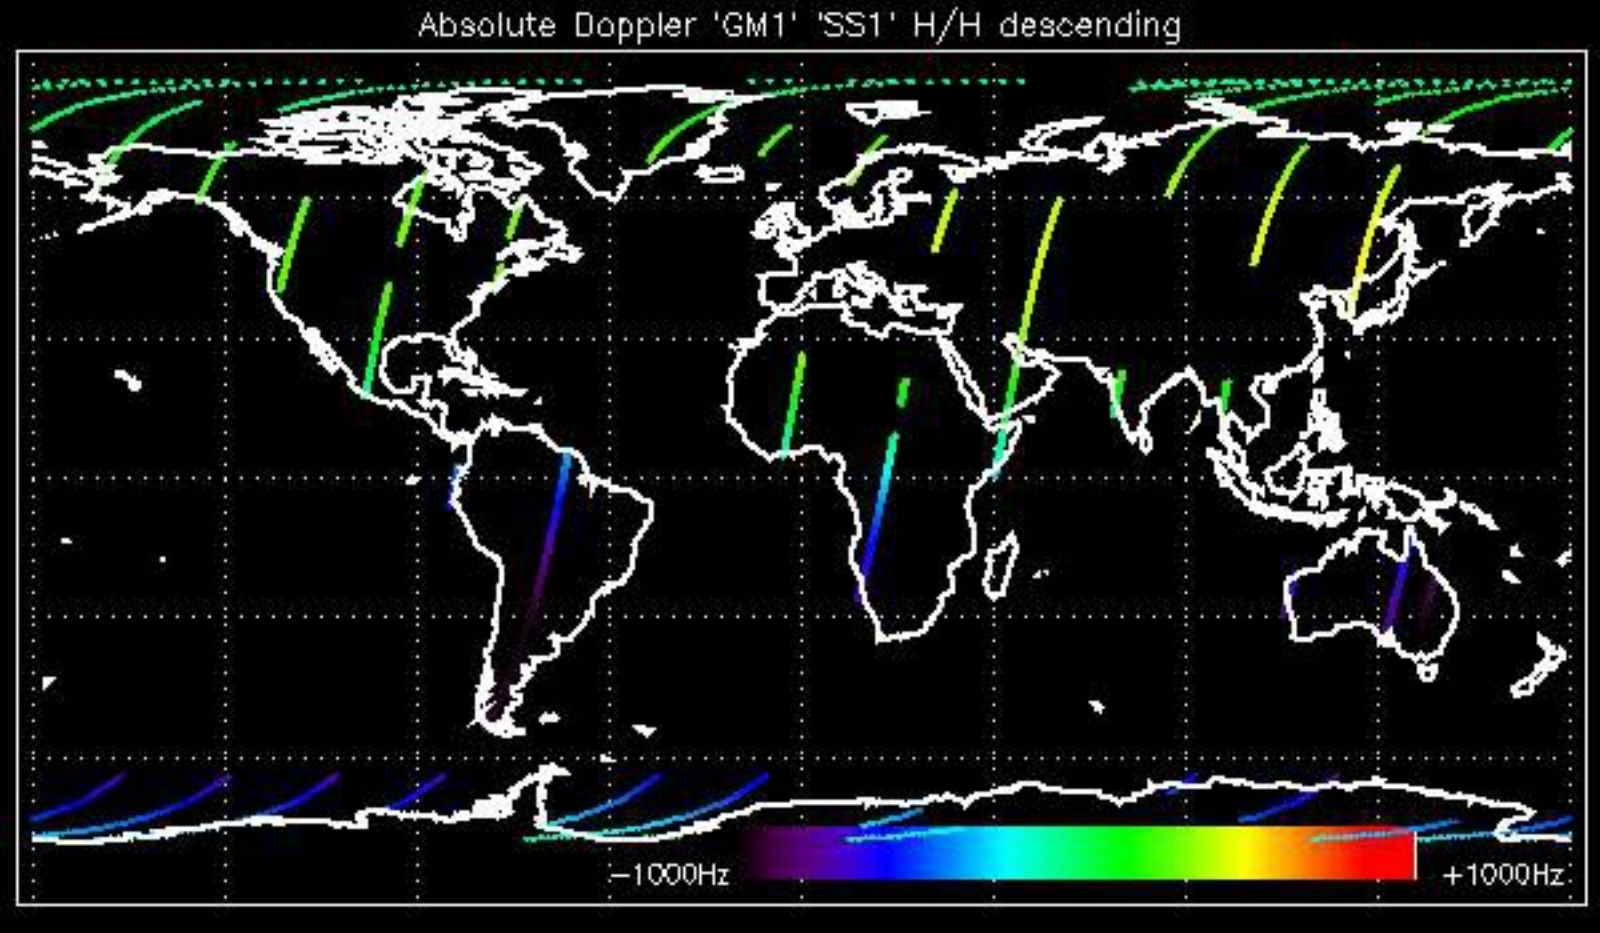 Absolute Doppler 'GM1' 'SS1' H/H descending
−1000Hz
+1000Hz